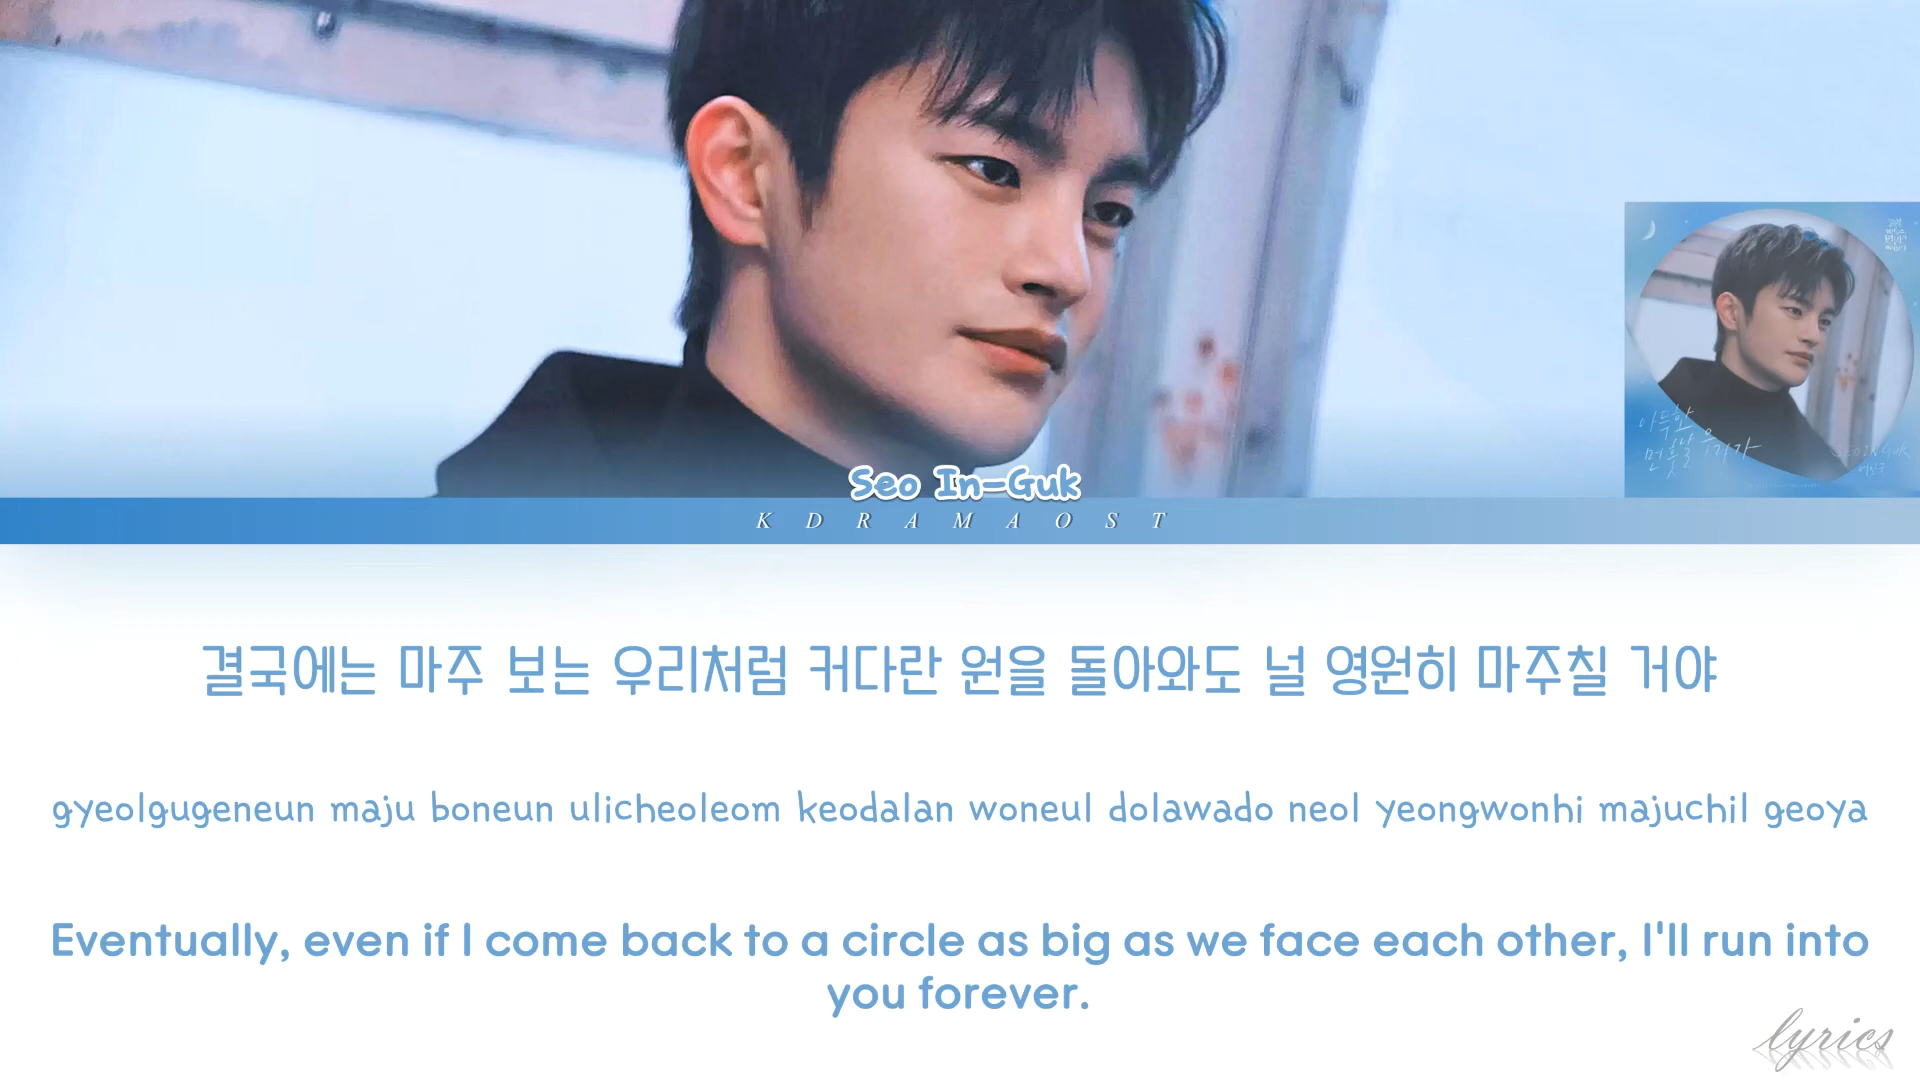 Seo In-Guk
KDRAMAOST
결국에는 마주 보는 우리처럼 커다란 원을 돌아와도 널 영원히 마주칠 거야
gyeolgugeneun maju boneun ulicheoleom keodalan woneul dolawado neol yeongwonhi majuchil geoya
Eventually, even if I come back to a circle as big as we face each other, I'll run into
you forever.
lyrics